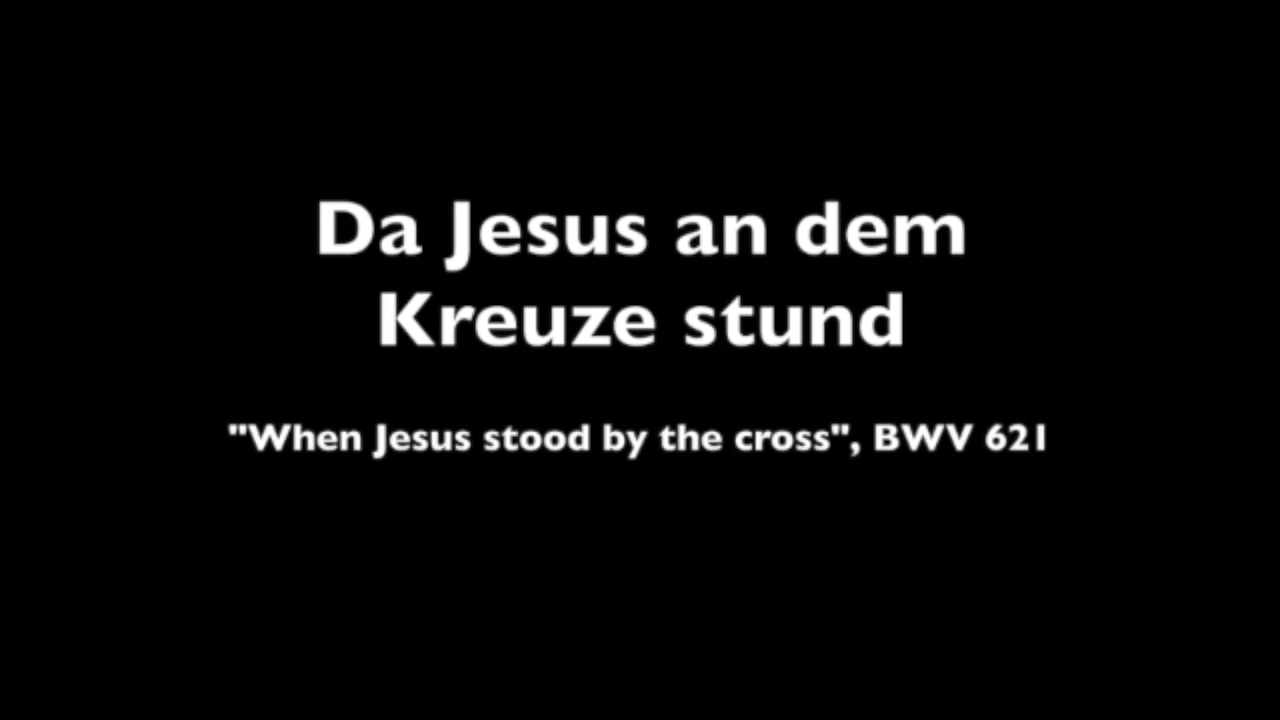 Da Jesus an dem
Kreuze stund
"When Jesus stood by the cross", BWV 621